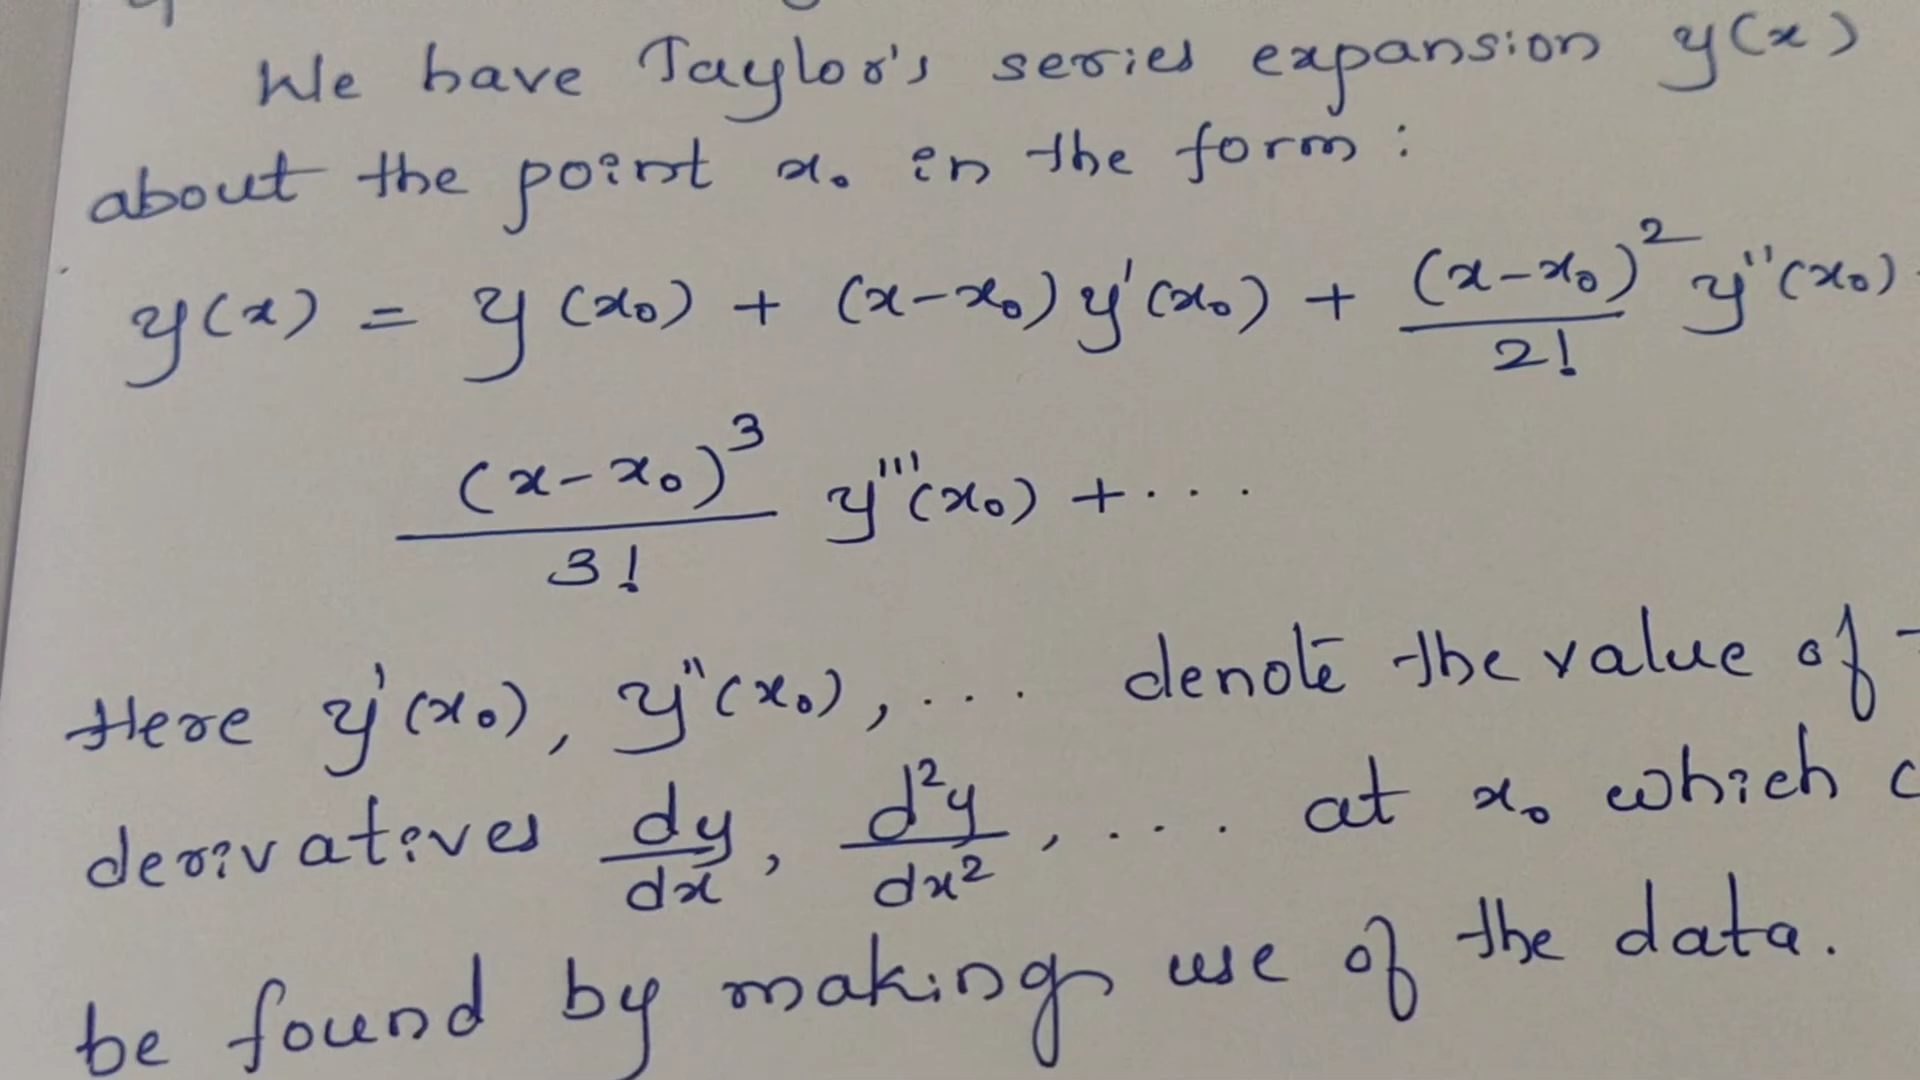 We have Taylor's series expansion y(x)
about the point x₀ in the form :
y(x) = y(x₀) + (x-x₀) y'(x₀) + (x-x₀)²/2! y''(x₀)
(x-x₀)³/3! y'''(x₀) + . . .
Here y'(x₀), y''(x₀), . . . denote the value of
derivatives dy/dx, d²y/dx², . . . at x₀ which
be found by making use of the data.